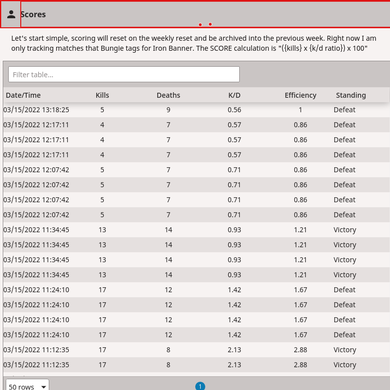 Scores
Let's start simple, scoring will reset on the weekly reset and be archived into the previous week. Right now I am
only tracking matches that Bungie tags for Iron Banner. The SCORE calculation is "({kills} x {k/d ratio}) x 100"
Filter table...
Date/Time Kills Deaths K/D Efficiency Standing
03/15/2022 13:18:25 5 9 0.56 1 Defeat
03/15/2022 12:17:11 4 7 0.57 0.86 Defeat
03/15/2022 12:17:11 4 7 0.57 0.86 Defeat
03/15/2022 12:17:11 4 7 0.57 0.86 Defeat
03/15/2022 12:07:42 5 7 0.71 0.86 Defeat
03/15/2022 12:07:42 5 7 0.71 0.86 Defeat
03/15/2022 12:07:42 5 7 0.71 0.86 Defeat
03/15/2022 12:07:42 5 7 0.71 0.86 Defeat
03/15/2022 11:34:45 13 14 0.93 1.21 Victory
03/15/2022 11:34:45 13 14 0.93 1.21 Victory
03/15/2022 11:34:45 13 14 0.93 1.21 Victory
03/15/2022 11:34:45 13 14 0.93 1.21 Victory
03/15/2022 11:24:10 17 12 1.42 1.67 Defeat
03/15/2022 11:24:10 17 12 1.42 1.67 Defeat
03/15/2022 11:24:10 17 12 1.42 1.67 Defeat
03/15/2022 11:24:10 17 12 1.42 1.67 Defeat
03/15/2022 11:12:35 17 8 2.13 2.88 Victory
03/15/2022 11:12:35 17 8 2.13 2.88 Victory
50 rows 1